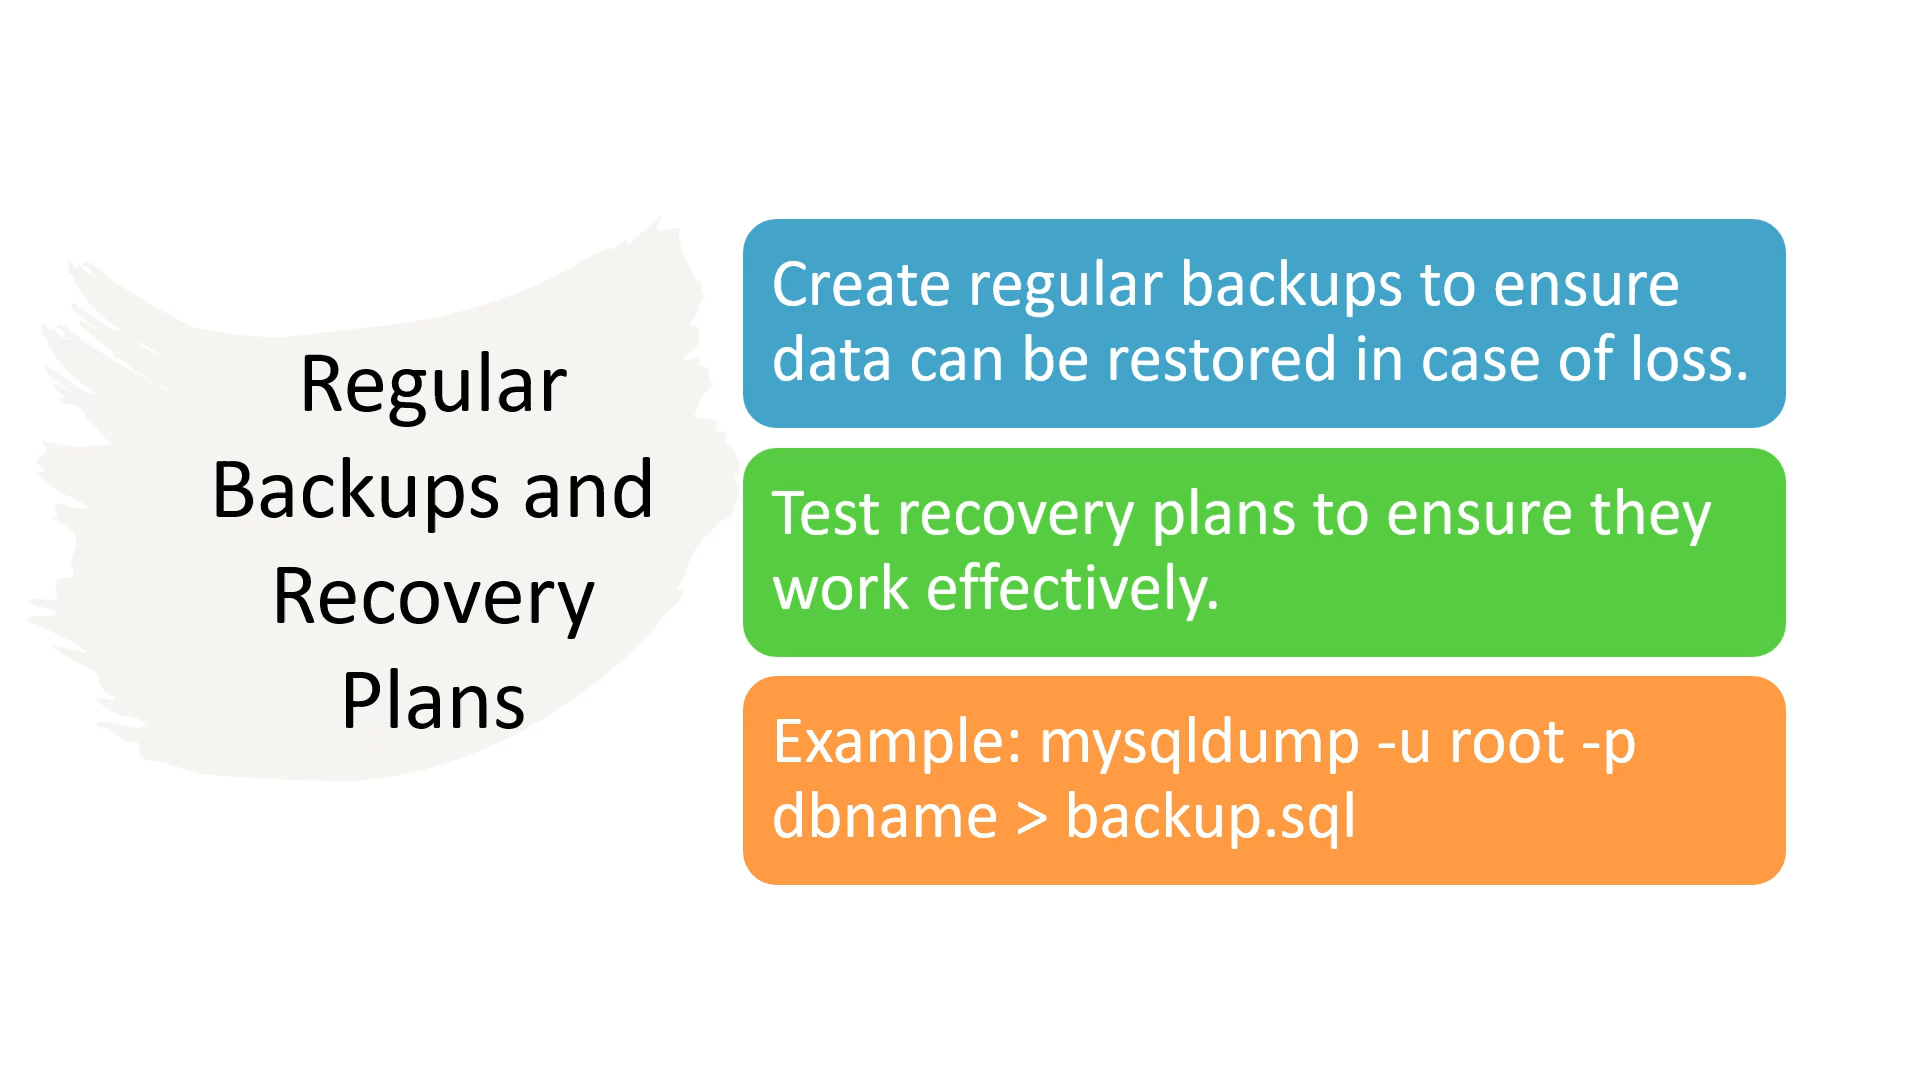 Regular
Backups and
Recovery
Plans
Create regular backups to ensure
data can be restored in case of loss.
Test recovery plans to ensure they
work effectively.
Example: mysqldump -u root -p
dbname > backup.sql